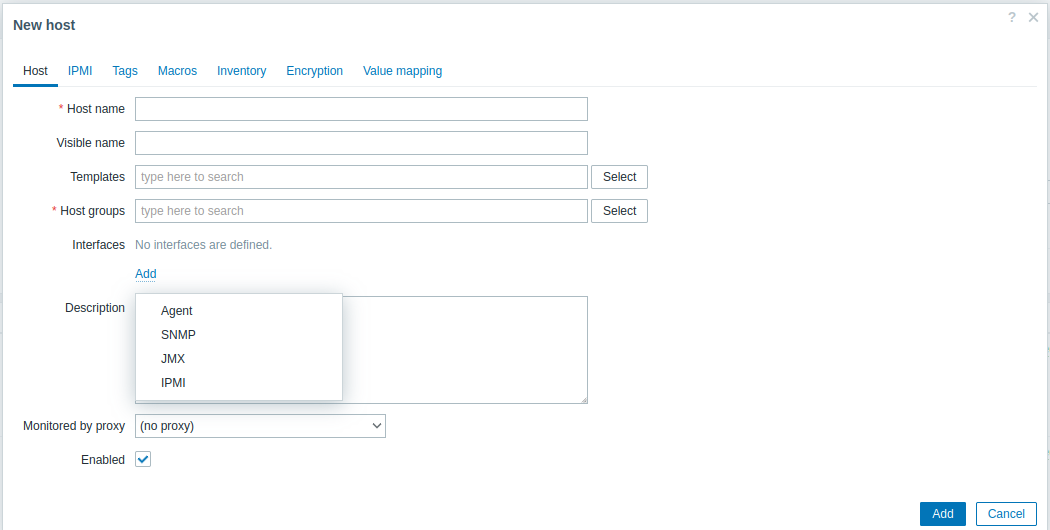 New host
?
Host IPMI Tags Macros Inventory Encryption Value mapping
* Host name
Visible name
Templates type here to search Select
* Host groups type here to search Select
Interfaces No interfaces are defined.
Add
Description
Agent
SNMP
JMX
IPMI
Monitored by proxy (no proxy)
Enabled
Add Cancel